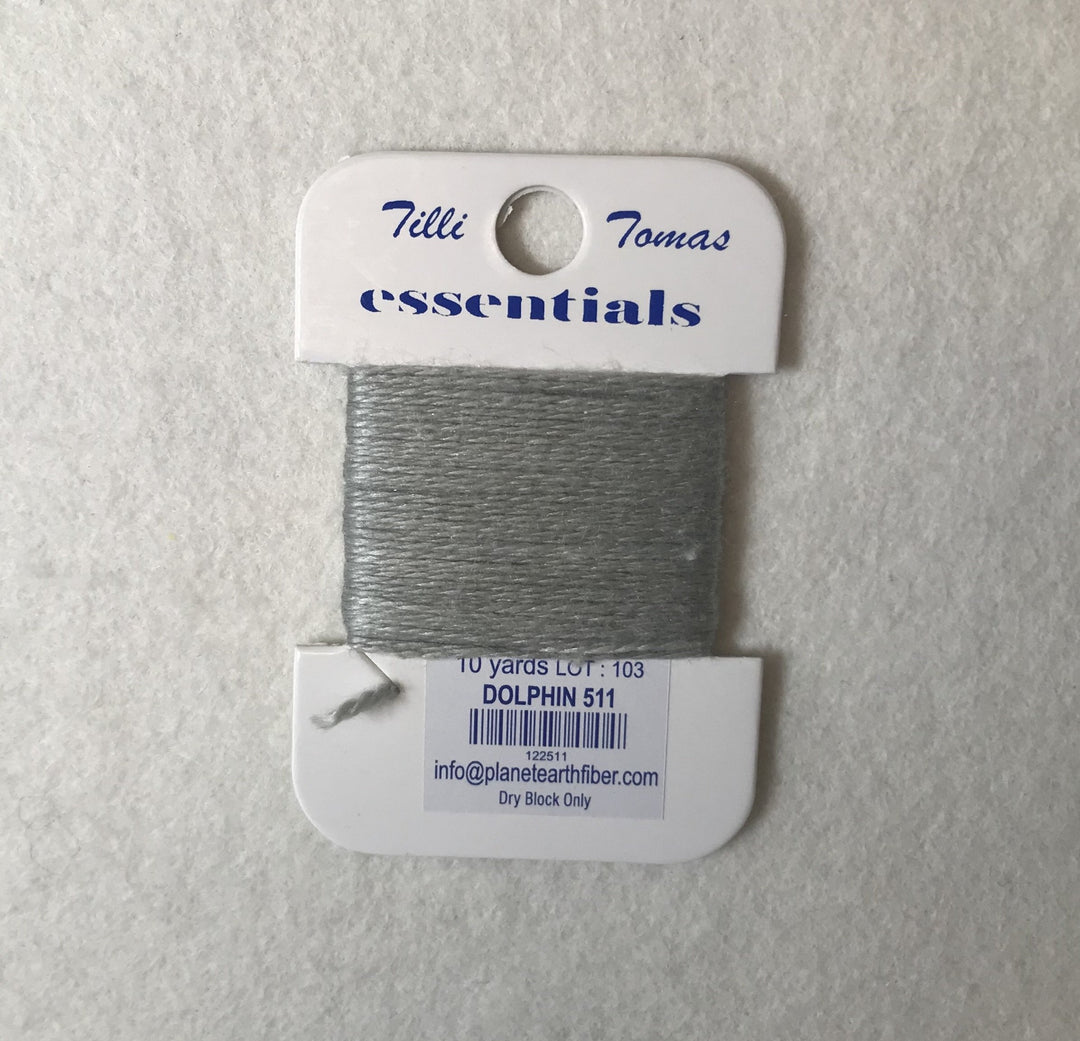 Tilli Tomas
essentials
10 yards LOT : 103
DOLPHIN 511
122511
info@planetearthfiber.com
Dry Block Only